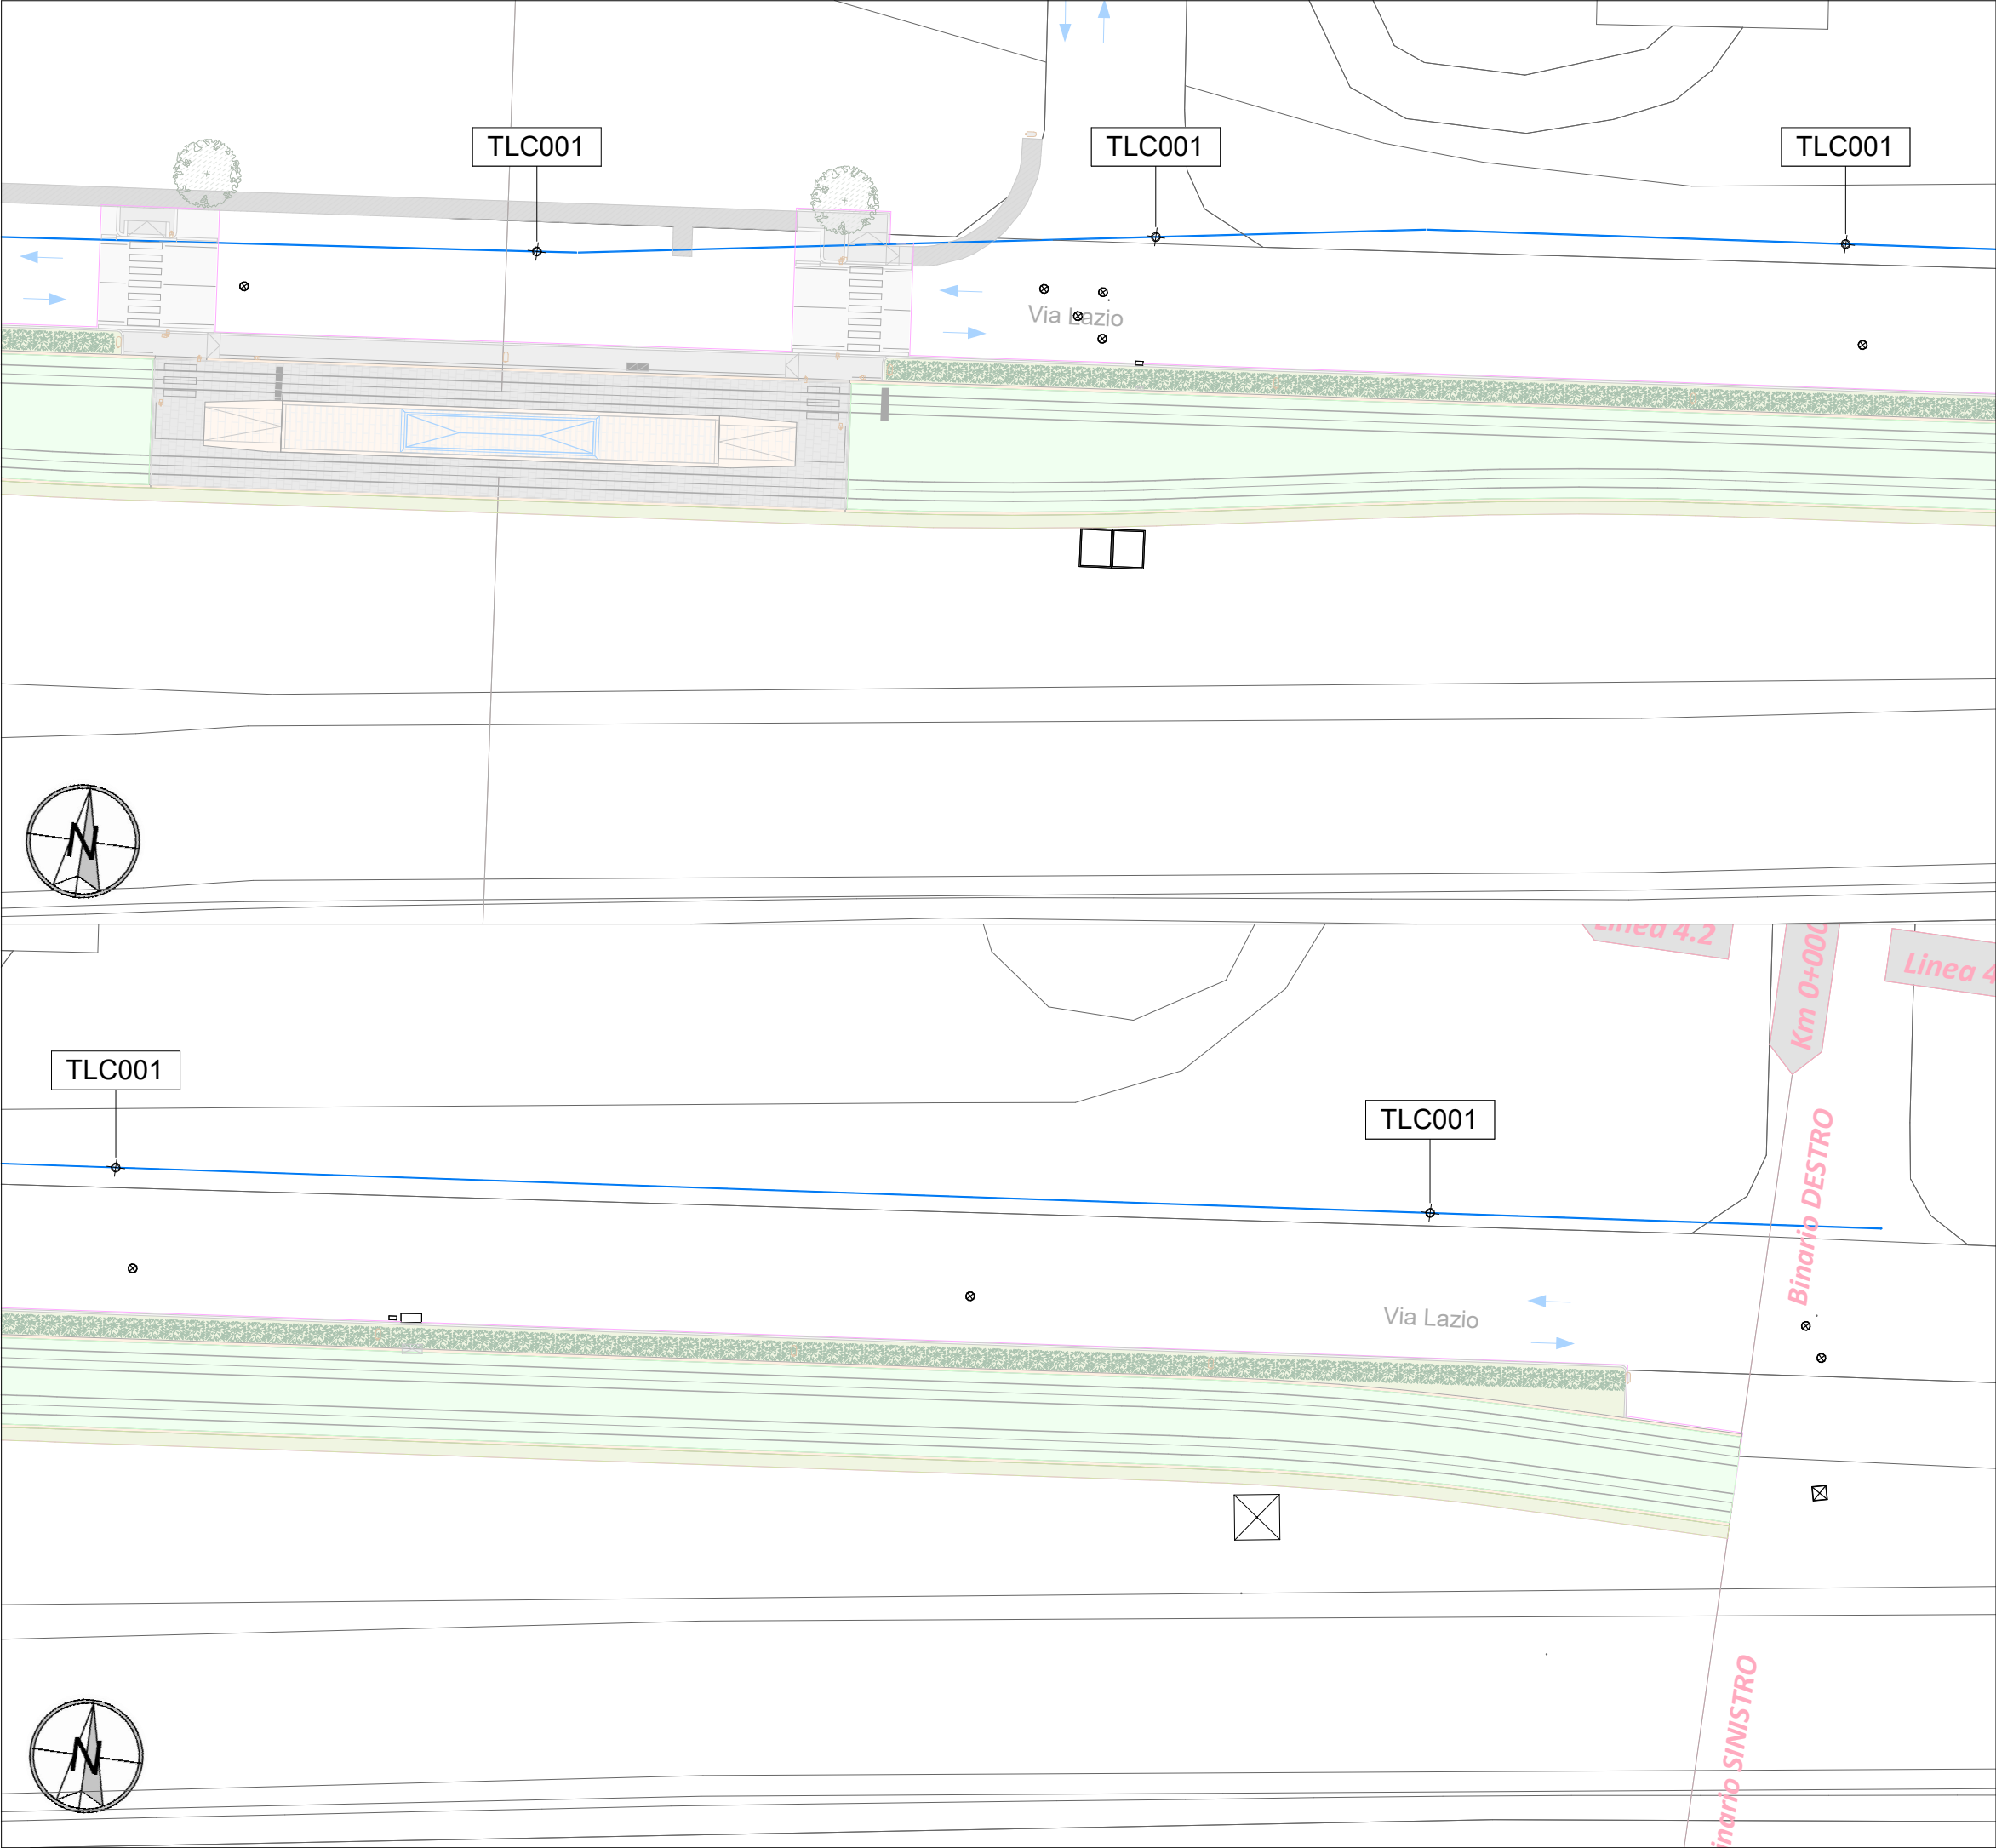 TLC001
TLC001
TLC001
Via Lazio
N
Linea 4.2
Km 0+000
Linea 4
TLC001
TLC001
Binario DESTRO
Via Lazio
N
inario SINISTRO